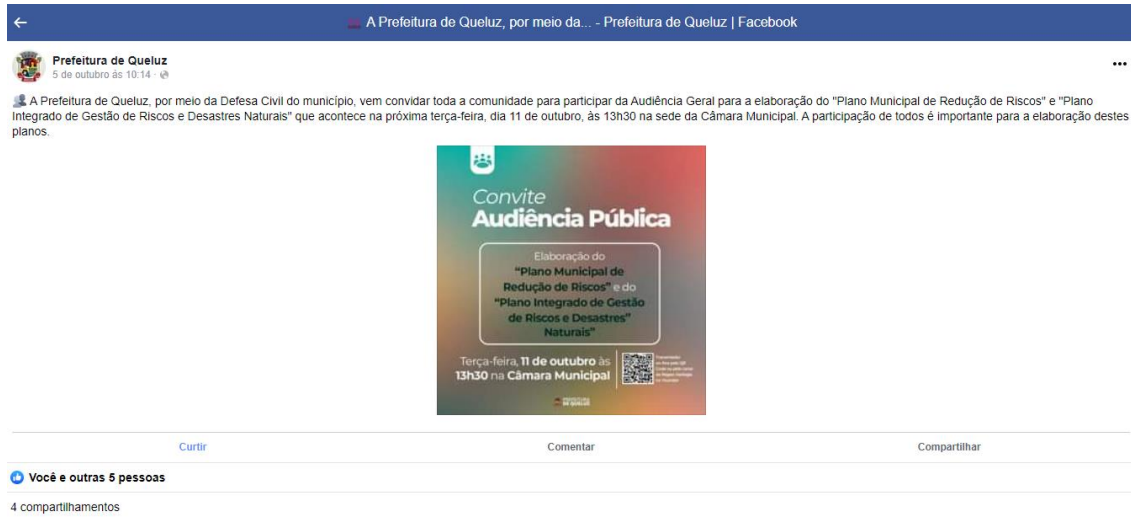 A Prefeitura de Queluz, por meio da... - Prefeitura de Queluz | Facebook
Prefeitura de Queluz
5 de outubro às 10:14 ·
A Prefeitura de Queluz, por meio da Defesa Civil do município, vem convidar toda a comunidade para participar da Audiência Geral para a elaboração do "Plano Municipal de Redução de Riscos" e "Plano
Integrado de Gestão de Riscos e Desastres Naturais" que acontece na próxima terça-feira, dia 11 de outubro, às 13h30 na sede da Câmara Municipal. A participação de todos é importante para a elaboração destes
planos.
Convite
Audiência Pública
Elaboração do
"Plano Municipal de
Redução de Riscos" e do
"Plano Integrado de Gestão
de Riscos e Desastres"
Naturais"
Terça-feira, 11 de outubro às
13h30 na Câmara Municipal
PREFEITURA
DE QUELUZ
Curtir Comentar Compartilhar
Você e outras 5 pessoas
4 compartilhamentos